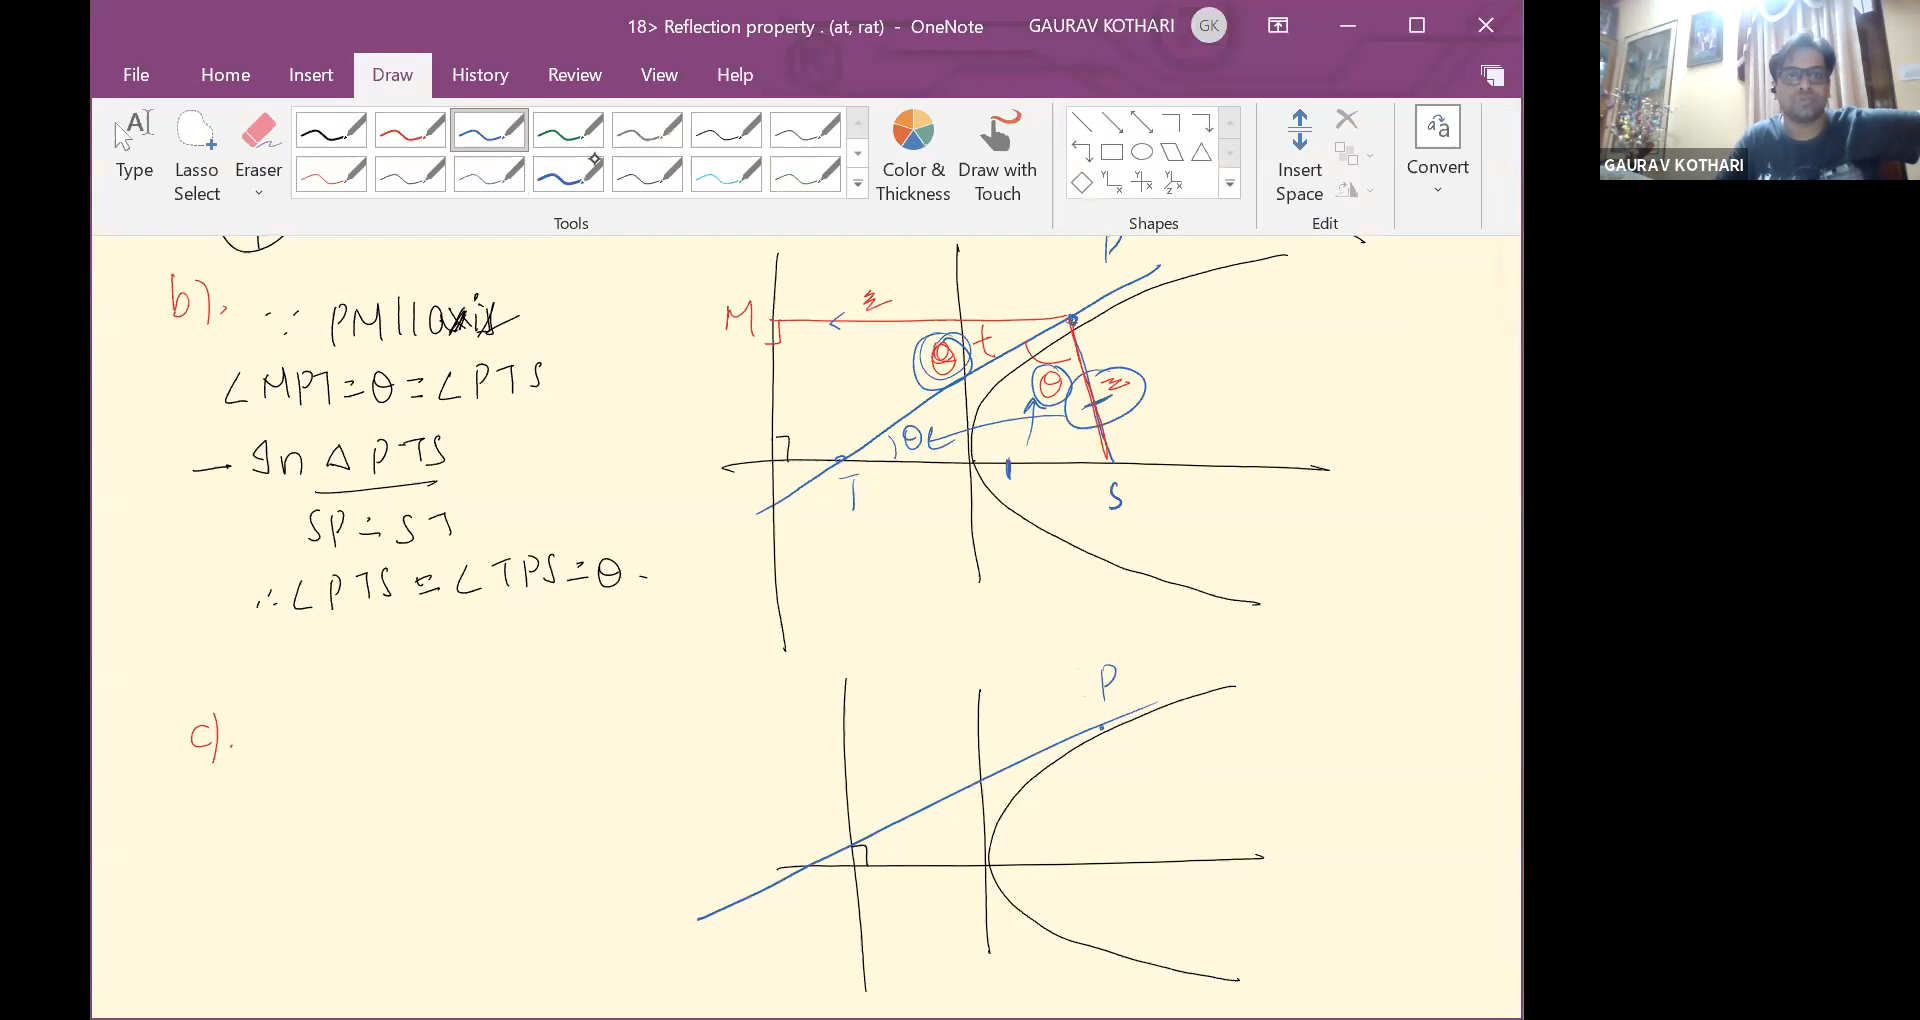 18> Reflection property . (at, rat) - OneNote
GAURAV KOTHARI
GK
File Home Insert Draw History Review View Help
Type
Lasso Select
Eraser
Color & Thickness
Draw with Touch
Insert Space
Convert
Tools
Shapes
Edit
GAURAV KOTHARI
b).
∵ PM || axis
∠MPT = θ = ∠PTS
→ In Δ PTS
SP = ST
∴ ∠PTS = ∠TPS = θ
P
M
θ
t
θ
θ
T
S
c).
P